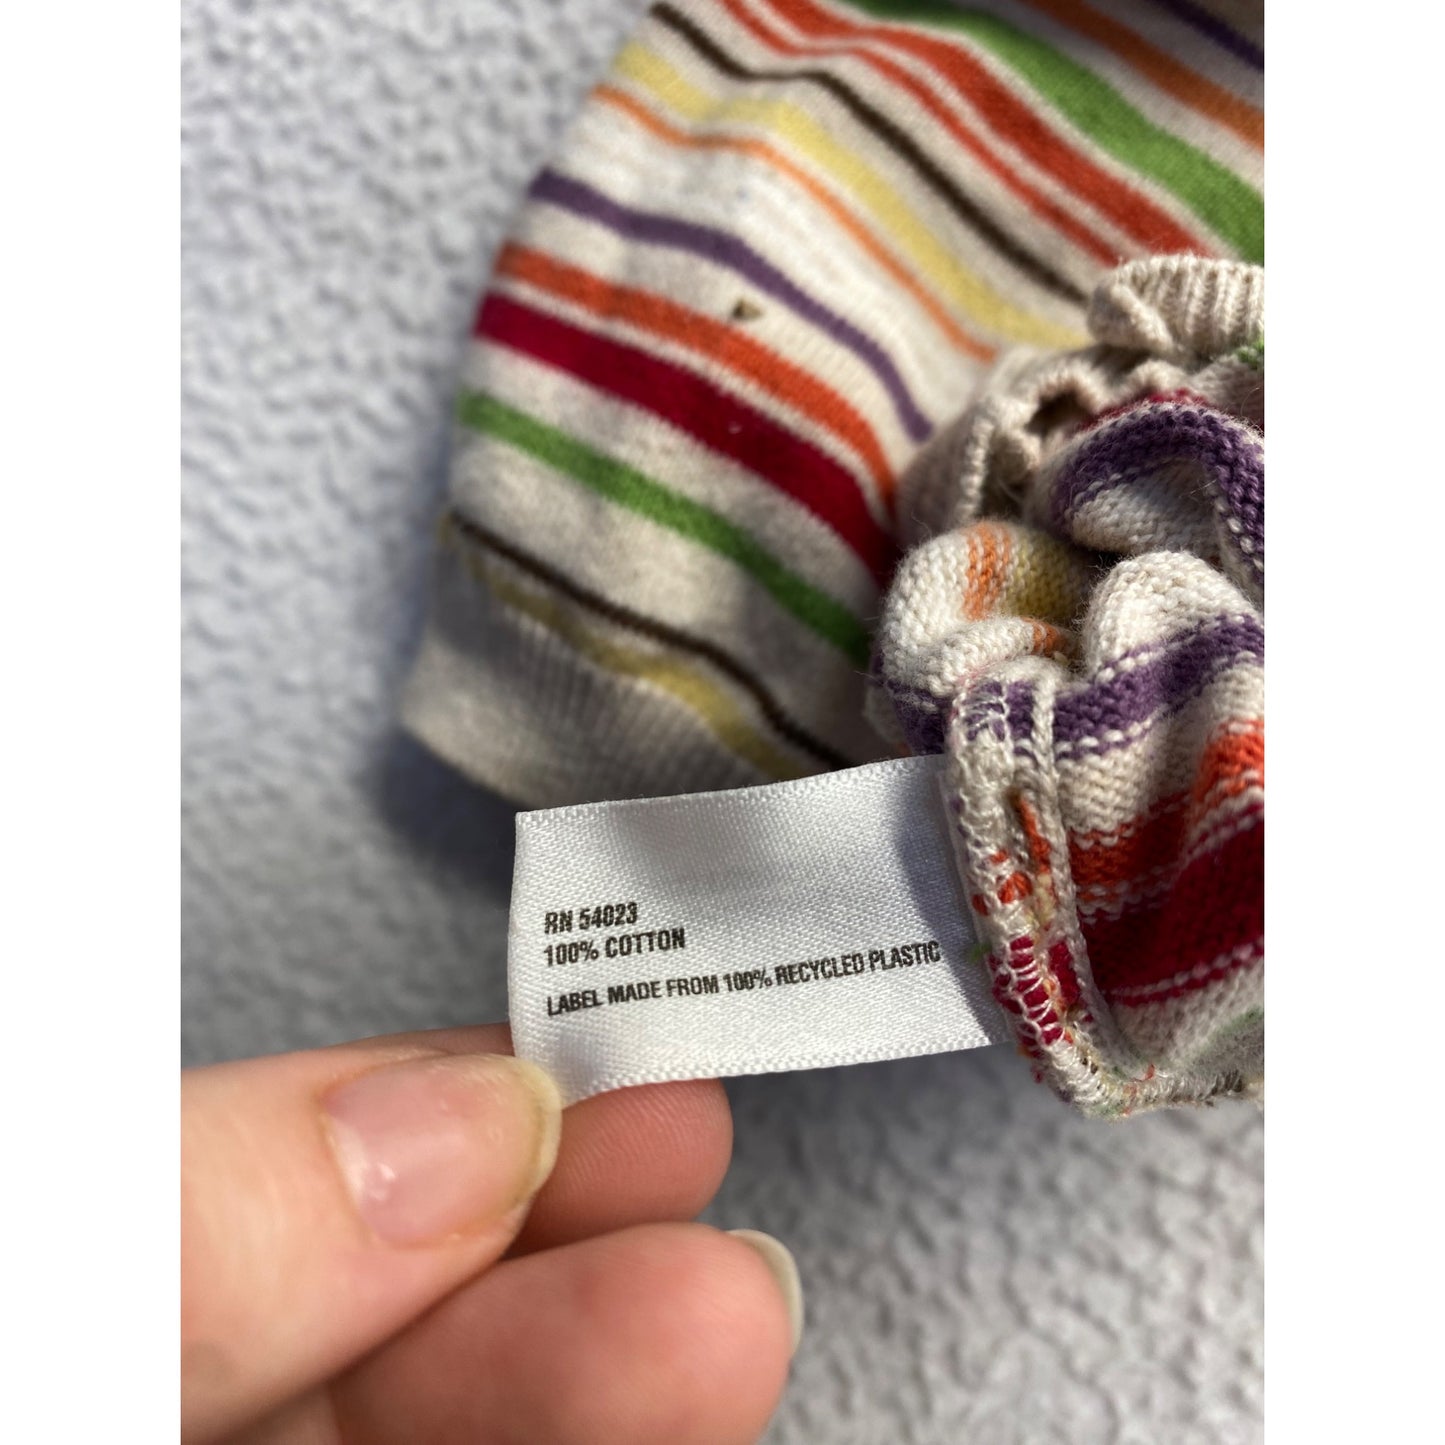 RN 54023
100% COTTON
LABEL MADE FROM 100% RECYCLED PLASTIC